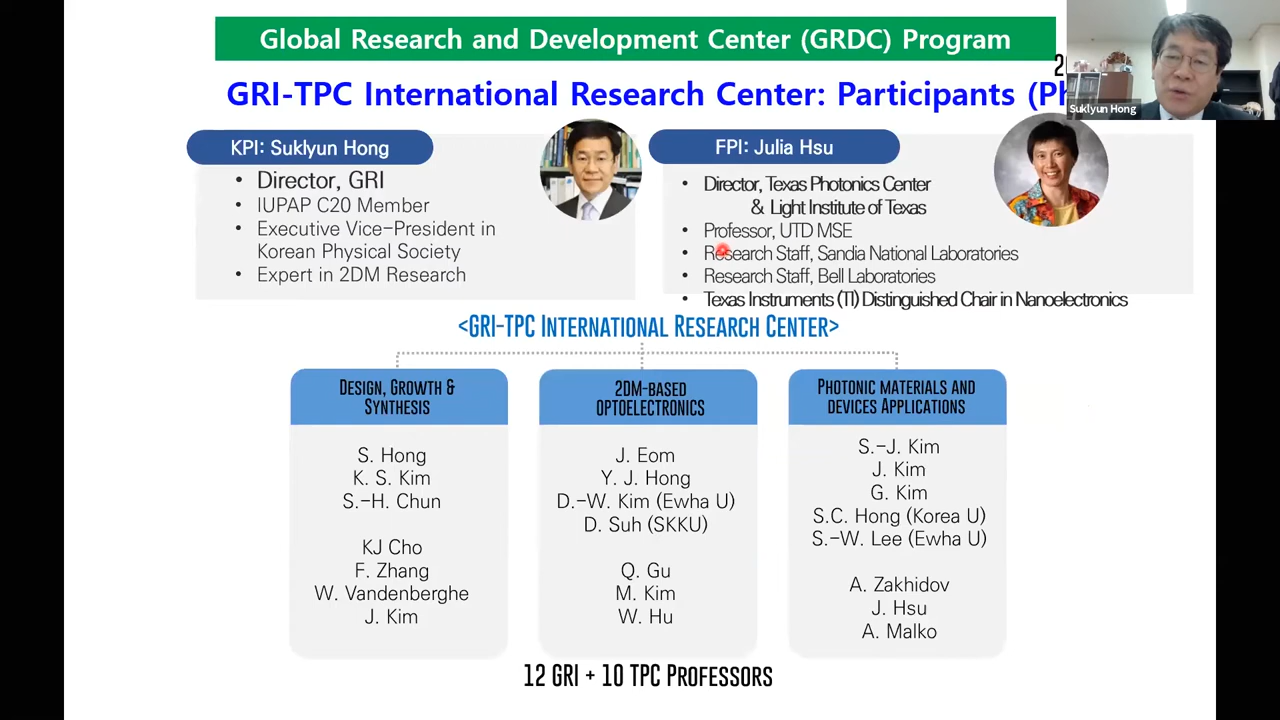 Global Research and Development Center (GRDC) Program
GRI-TPC International Research Center: Participants (Ph
Suklyun Hong
KPI: Suklyun Hong
• Director, GRI
• IUPAP C20 Member
• Executive Vice-President in
Korean Physical Society
• Expert in 2DM Research
FPI: Julia Hsu
• Director, Texas Photonics Center
& Light Institute of Texas
• Professor, UTD MSE
• Research Staff, Sandia National Laboratories
• Research Staff, Bell Laboratories
• Texas Instruments (TI) Distinguished Chair in Nanoelectronics
<GRI-TPC International Research Center>
Design, Growth &
Synthesis
S. Hong
K. S. Kim
S.-H. Chun
KJ Cho
F. Zhang
W. Vandenberghe
J. Kim
2DM-based
optoelectronics
J. Eom
Y. J. Hong
D.-W. Kim (Ewha U)
D. Suh (SKKU)
Q. Gu
M. Kim
W. Hu
Photonic materials and
devices Applications
S.-J. Kim
J. Kim
G. Kim
S.C. Hong (Korea U)
S.-W. Lee (Ewha U)
A. Zakhidov
J. Hsu
A. Malko
12 GRI + 10 TPC Professors